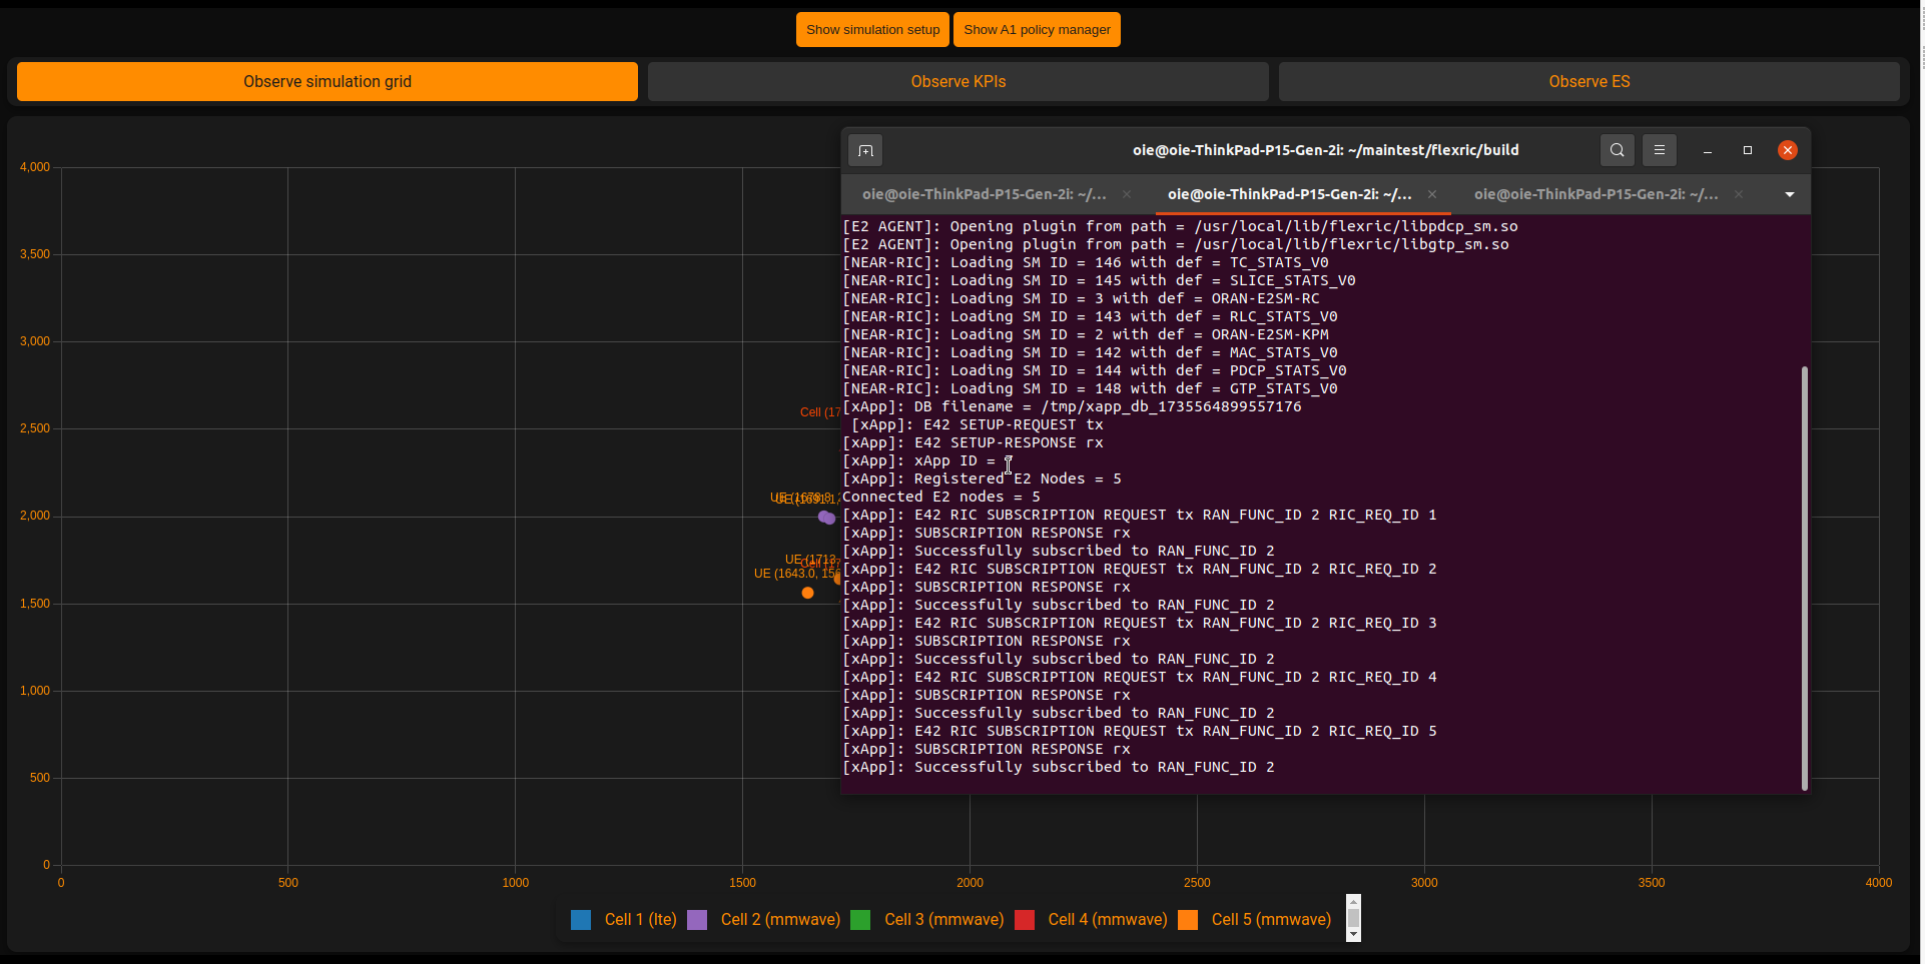 Show simulation setup
Show A1 policy manager
Observe simulation grid
Observe KPIs
Observe ES
oie@oie-ThinkPad-P15-Gen-2i: ~/maintest/flexric/build
oie@oie-ThinkPad-P15-Gen-2i: ~/...
oie@oie-ThinkPad-P15-Gen-2i: ~/...
oie@oie-ThinkPad-P15-Gen-2i: ~/...
[E2 AGENT]: Opening plugin from path = /usr/local/lib/flexric/libpdcp_sm.so
[E2 AGENT]: Opening plugin from path = /usr/local/lib/flexric/libgtp_sm.so
[NEAR-RIC]: Loading SM ID = 146 with def = TC_STATS_V0
[NEAR-RIC]: Loading SM ID = 145 with def = SLICE_STATS_V0
[NEAR-RIC]: Loading SM ID = 3 with def = ORAN-E2SM-RC
[NEAR-RIC]: Loading SM ID = 143 with def = RLC_STATS_V0
[NEAR-RIC]: Loading SM ID = 2 with def = ORAN-E2SM-KPM
[NEAR-RIC]: Loading SM ID = 142 with def = MAC_STATS_V0
[NEAR-RIC]: Loading SM ID = 144 with def = PDCP_STATS_V0
[NEAR-RIC]: Loading SM ID = 148 with def = GTP_STATS_V0
[xApp]: DB filename = /tmp/xapp_db_1735564899557176
[xApp]: E42 SETUP-REQUEST tx
[xApp]: E42 SETUP-RESPONSE rx
[xApp]: xApp ID =
[xApp]: Registered E2 Nodes = 5
Connected E2 nodes = 5
[xApp]: E42 RIC SUBSCRIPTION REQUEST tx RAN_FUNC_ID 2 RIC_REQ_ID 1
[xApp]: SUBSCRIPTION RESPONSE rx
[xApp]: Successfully subscribed to RAN_FUNC_ID 2
[xApp]: E42 RIC SUBSCRIPTION REQUEST tx RAN_FUNC_ID 2 RIC_REQ_ID 2
[xApp]: SUBSCRIPTION RESPONSE rx
[xApp]: Successfully subscribed to RAN_FUNC_ID 2
[xApp]: E42 RIC SUBSCRIPTION REQUEST tx RAN_FUNC_ID 2 RIC_REQ_ID 3
[xApp]: SUBSCRIPTION RESPONSE rx
[xApp]: Successfully subscribed to RAN_FUNC_ID 2
[xApp]: E42 RIC SUBSCRIPTION REQUEST tx RAN_FUNC_ID 2 RIC_REQ_ID 4
[xApp]: SUBSCRIPTION RESPONSE rx
[xApp]: Successfully subscribed to RAN_FUNC_ID 2
[xApp]: E42 RIC SUBSCRIPTION REQUEST tx RAN_FUNC_ID 2 RIC_REQ_ID 5
[xApp]: SUBSCRIPTION RESPONSE rx
[xApp]: Successfully subscribed to RAN_FUNC_ID 2
4,000
3,500
3,000
2,500
2,000
1,500
1,000
500
0
Cell (17
UE (1713
UE (1643.0,
0
500
1000
1500
2000
2500
3000
3500
4000
Cell 1 (lte)
Cell 2 (mmwave)
Cell 3 (mmwave)
Cell 4 (mmwave)
Cell 5 (mmwave)